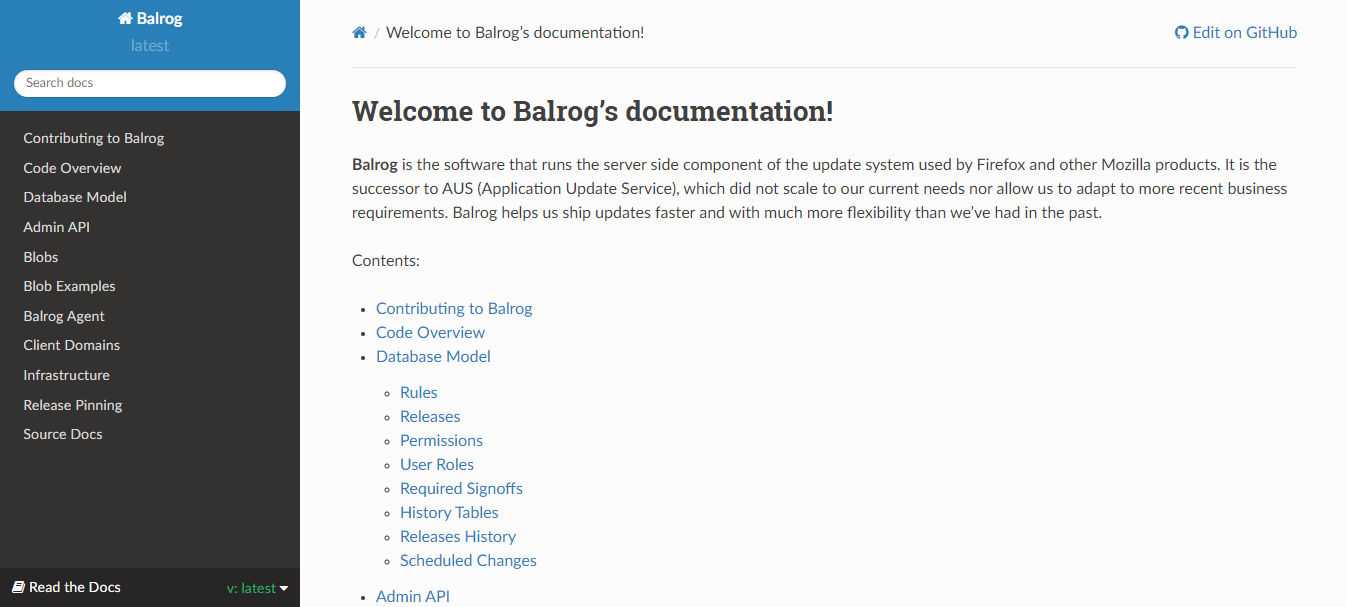 Balrog
latest
Search docs
Contributing to Balrog
Code Overview
Database Model
Admin API
Blobs
Blob Examples
Balrog Agent
Client Domains
Infrastructure
Release Pinning
Source Docs
Read the Docs v: latest
/ Welcome to Balrog’s documentation! Edit on GitHub
Welcome to Balrog’s documentation!
Balrog is the software that runs the server side component of the update system used by Firefox and other Mozilla products. It is the
successor to AUS (Application Update Service), which did not scale to our current needs nor allow us to adapt to more recent business
requirements. Balrog helps us ship updates faster and with much more flexibility than we’ve had in the past.
Contents:
• Contributing to Balrog
• Code Overview
• Database Model
◦ Rules
◦ Releases
◦ Permissions
◦ User Roles
◦ Required Signoffs
◦ History Tables
◦ Releases History
◦ Scheduled Changes
• Admin API